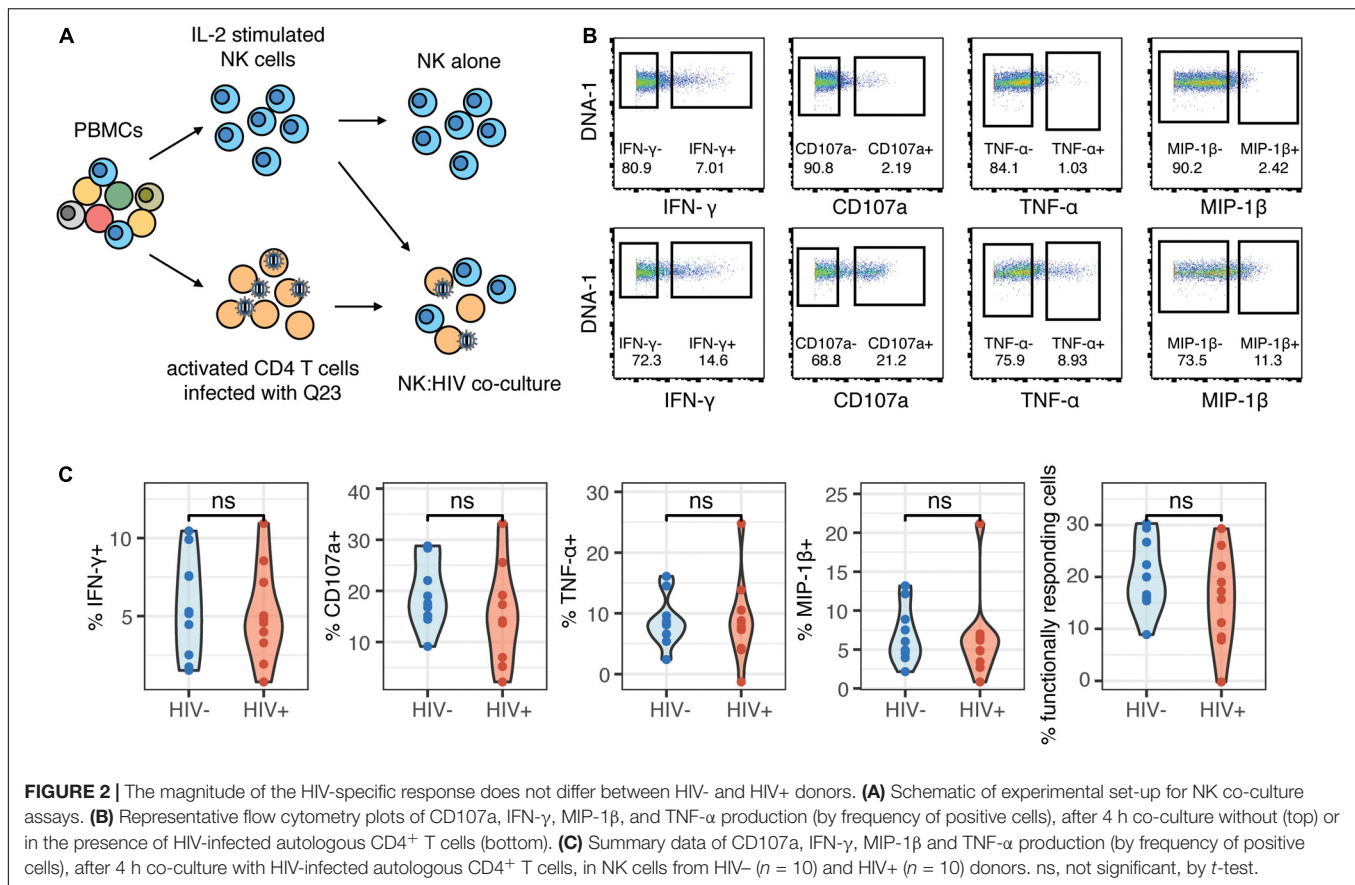 A
IL-2 stimulated
NK cells
NK alone
PBMCs
activated CD4 T cells
infected with Q23
NK:HIV co-culture
B
DNA-1
IFN-γ- IFN-γ+
80.9 7.01
IFN- γ
CD107a- CD107a+
90.8 2.19
CD107a
TNF-α- TNF-α+
84.1 1.03
TNF-α
MIP-1β- MIP-1β+
90.2 2.42
MIP-1β
DNA-1
IFN-γ- IFN-γ+
72.3 14.6
IFN-γ
CD107a- CD107a+
68.8 21.2
CD107a
TNF-α- TNF-α+
75.9 8.93
TNF-α
MIP-1β- MIP-1β+
73.5 11.3
MIP-1β
C
% IFN-γ+
10
5
ns
HIV- HIV+
% CD107a+
40
30
20
10
ns
HIV- HIV+
% TNF-α+
30
20
10
0
ns
HIV- HIV+
% MIP-1β+
25
20
15
10
5
0
ns
HIV- HIV+
% functionally responding cells
30
20
10
0
ns
HIV- HIV+
FIGURE 2 | The magnitude of the HIV-specific response does not differ between HIV- and HIV+ donors. (A) Schematic of experimental set-up for NK co-culture
assays. (B) Representative flow cytometry plots of CD107a, IFN-γ, MIP-1β, and TNF-α production (by frequency of positive cells), after 4 h co-culture without (top) or
in the presence of HIV-infected autologous CD4+ T cells (bottom). (C) Summary data of CD107a, IFN-γ, MIP-1β and TNF-α production (by frequency of positive
cells), after 4 h co-culture with HIV-infected autologous CD4+ T cells, in NK cells from HIV– (n = 10) and HIV+ (n = 10) donors. ns, not significant, by t-test.